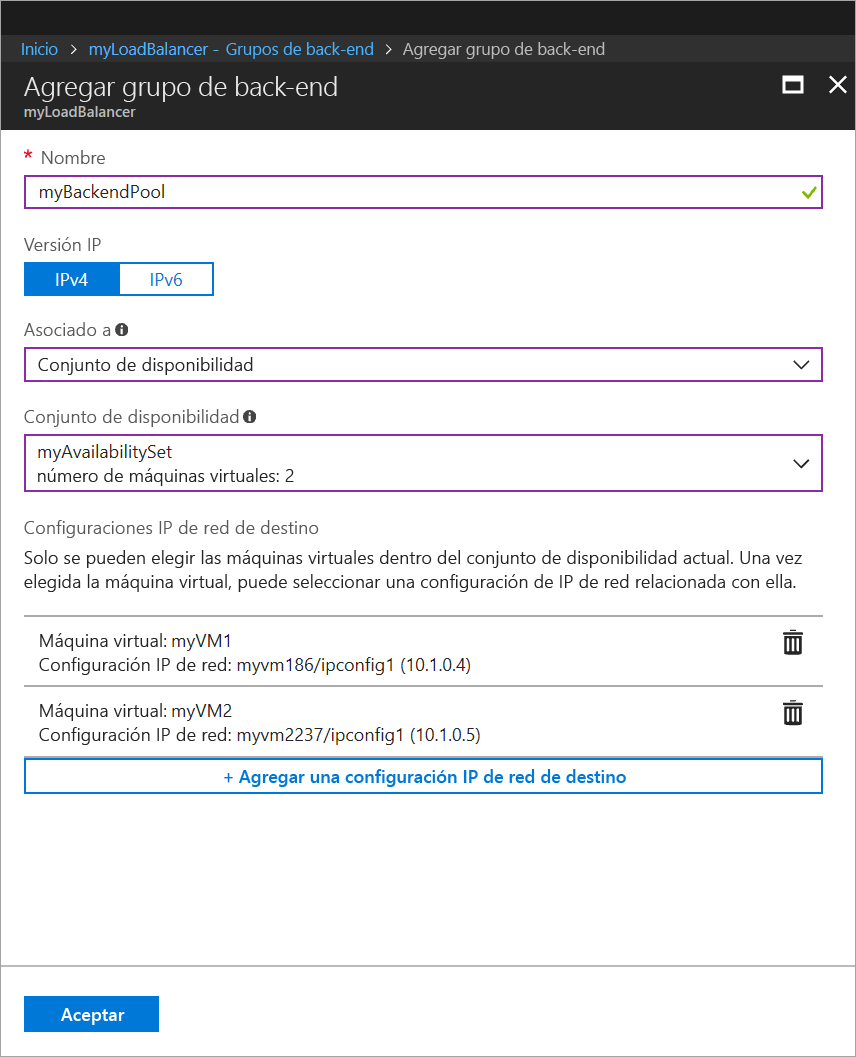 Inicio > myLoadBalancer - Grupos de back-end > Agregar grupo de back-end
Agregar grupo de back-end
myLoadBalancer
* Nombre
myBackendPool
Versión IP
IPv4 IPv6
Asociado a
Conjunto de disponibilidad
Conjunto de disponibilidad
myAvailabilitySet
número de máquinas virtuales: 2
Configuraciones IP de red de destino
Solo se pueden elegir las máquinas virtuales dentro del conjunto de disponibilidad actual. Una vez
elegida la máquina virtual, puede seleccionar una configuración de IP de red relacionada con ella.
Máquina virtual: myVM1
Configuración IP de red: myvm186/ipconfig1 (10.1.0.4)
Máquina virtual: myVM2
Configuración IP de red: myvm2237/ipconfig1 (10.1.0.5)
+ Agregar una configuración IP de red de destino
Aceptar